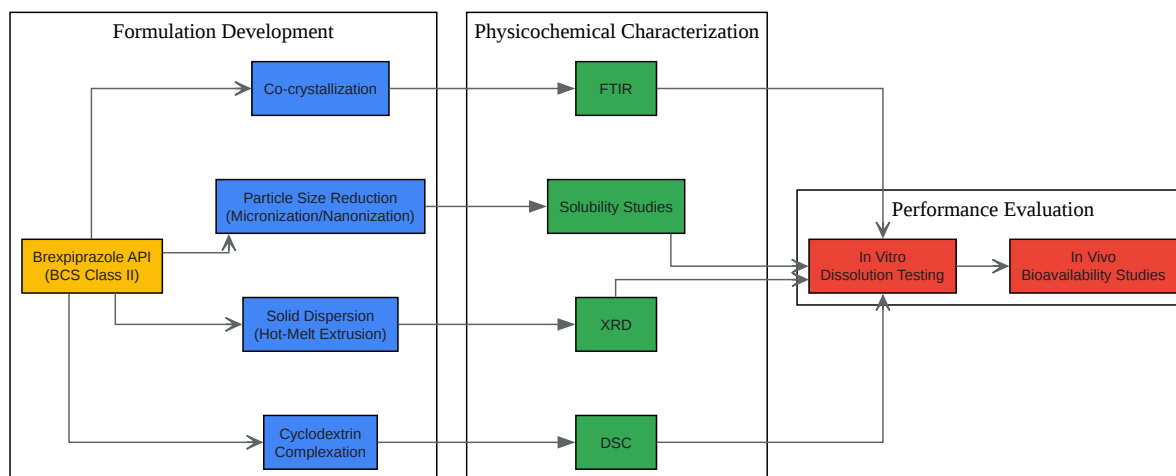 Formulation Development
Physicochemical Characterization
Co-crystallization
FTIR
Particle Size Reduction
(Micronization/Nanonization)
Solubility Studies
Performance Evaluation
Brexpiprazole API
(BCS Class II)
In Vitro
Dissolution Testing
In Vivo
Bioavailability Studies
Solid Dispersion
(Hot-Melt Extrusion)
XRD
Cyclodextrin
Complexation
DSC